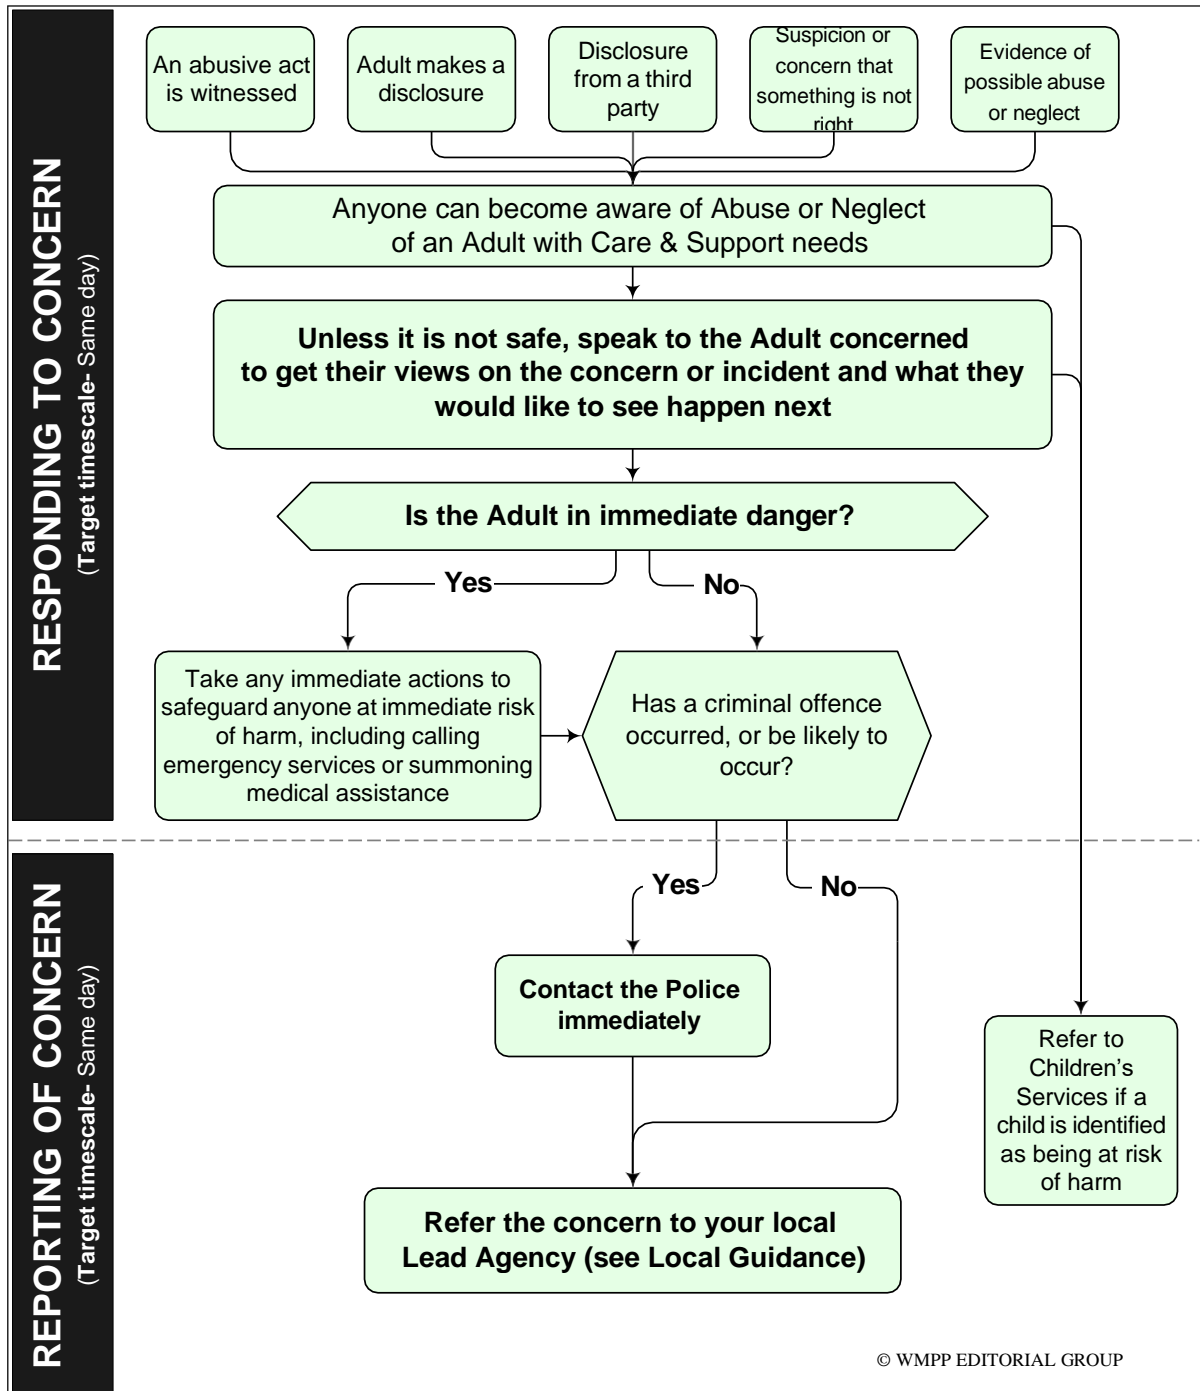 RESPONDING TO CONCERN
(Target timescale- Same day)
An abusive act
is witnessed
Adult makes a
disclosure
Disclosure
from a third
party
Suspicion or
concern that
something is not
right
Evidence of
possible abuse
or neglect
Anyone can become aware of Abuse or Neglect
of an Adult with Care & Support needs
Unless it is not safe, speak to the Adult concerned
to get their views on the concern or incident and what they
would like to see happen next
Is the Adult in immediate danger?
Yes
No
Take any immediate actions to
safeguard anyone at immediate risk
of harm, including calling
emergency services or summoning
medical assistance
Has a criminal offence
occurred, or be likely to
occur?
REPORTING OF CONCERN
(Target timescale- Same day)
Yes
No
Contact the Police
immediately
Refer to
Children's
Services if a
child is identified
as being at risk
of harm
Refer the concern to your local
Lead Agency (see Local Guidance)
© WMPP EDITORIAL GROUP